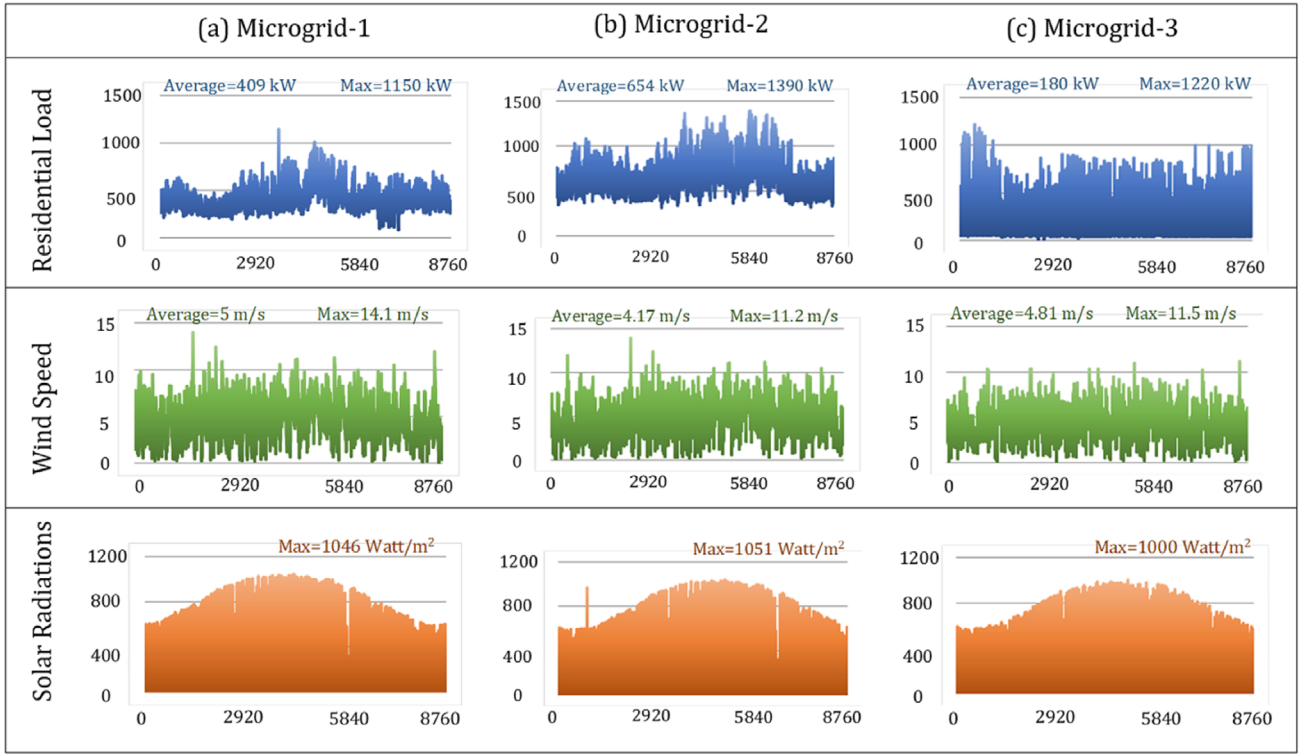 (a) Microgrid-1
(b) Microgrid-2
(c) Microgrid-3
Residential Load
Average=409 kW Max=1150 kW
1500
1000
500
0
0 2920 5840 8760
Average=654 kW Max=1390 kW
1500
1000
500
0
0 2920 5840 8760
Average=180 kW Max=1220 kW
1500
1000
500
0
0 2920 5840 8760
Wind Speed
Average=5 m/s Max=14.1 m/s
15
10
5
0
0 2920 5840 8760
Average=4.17 m/s Max=11.2 m/s
15
10
5
0
0 2920 5840 8760
Average=4.81 m/s Max=11.5 m/s
15
10
5
0
0 2920 5840 8760
Solar Radiations
Max=1046 Watt/m²
1200
800
400
0
0 2920 5840 8760
Max=1051 Watt/m²
1200
800
400
0
0 2920 5840 8760
Max=1000 Watt/m²
1200
800
400
0
0 2920 5840 8760